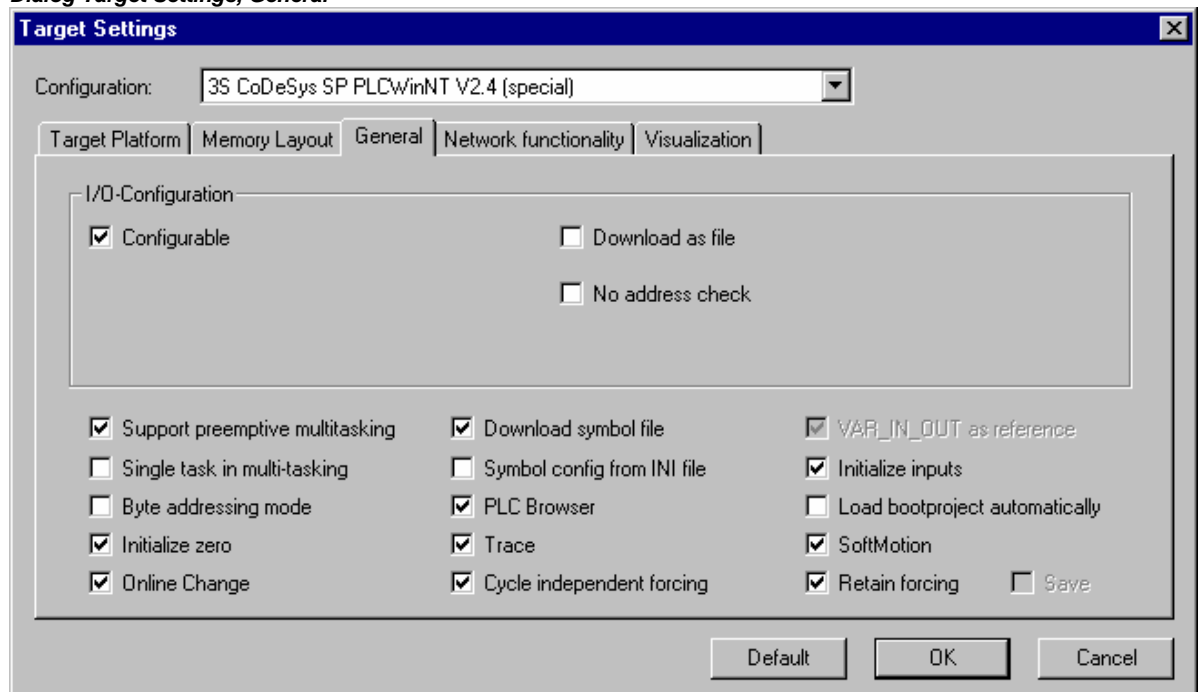 Dialog Target Settings, General
Target Settings
Configuration: 3S CoDeSys SP PLCWinNT V2.4 (special)
Target Platform Memory Layout General Network functionality Visualization
I/O-Configuration
Configurable Download as file
No address check
Support preemptive multitasking Download symbol file VAR_IN_OUT as reference
Single task in multi-tasking Symbol config from INI file Initialize inputs
Byte addressing mode PLC Browser Load bootproject automatically
Initialize zero Trace SoftMotion
Online Change Cycle independent forcing Retain forcing Save
Default OK Cancel